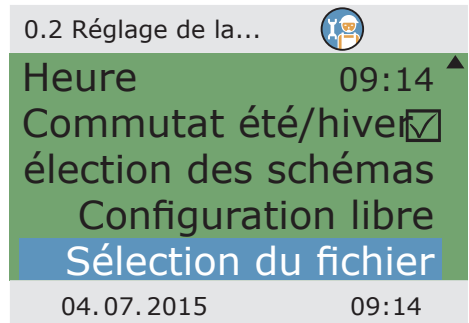 0.2 Réglage de la...
Heure 09:14
Commutat été/hiver
élection des schémas
Configuration libre
Sélection du fichier
04.07.2015 09:14